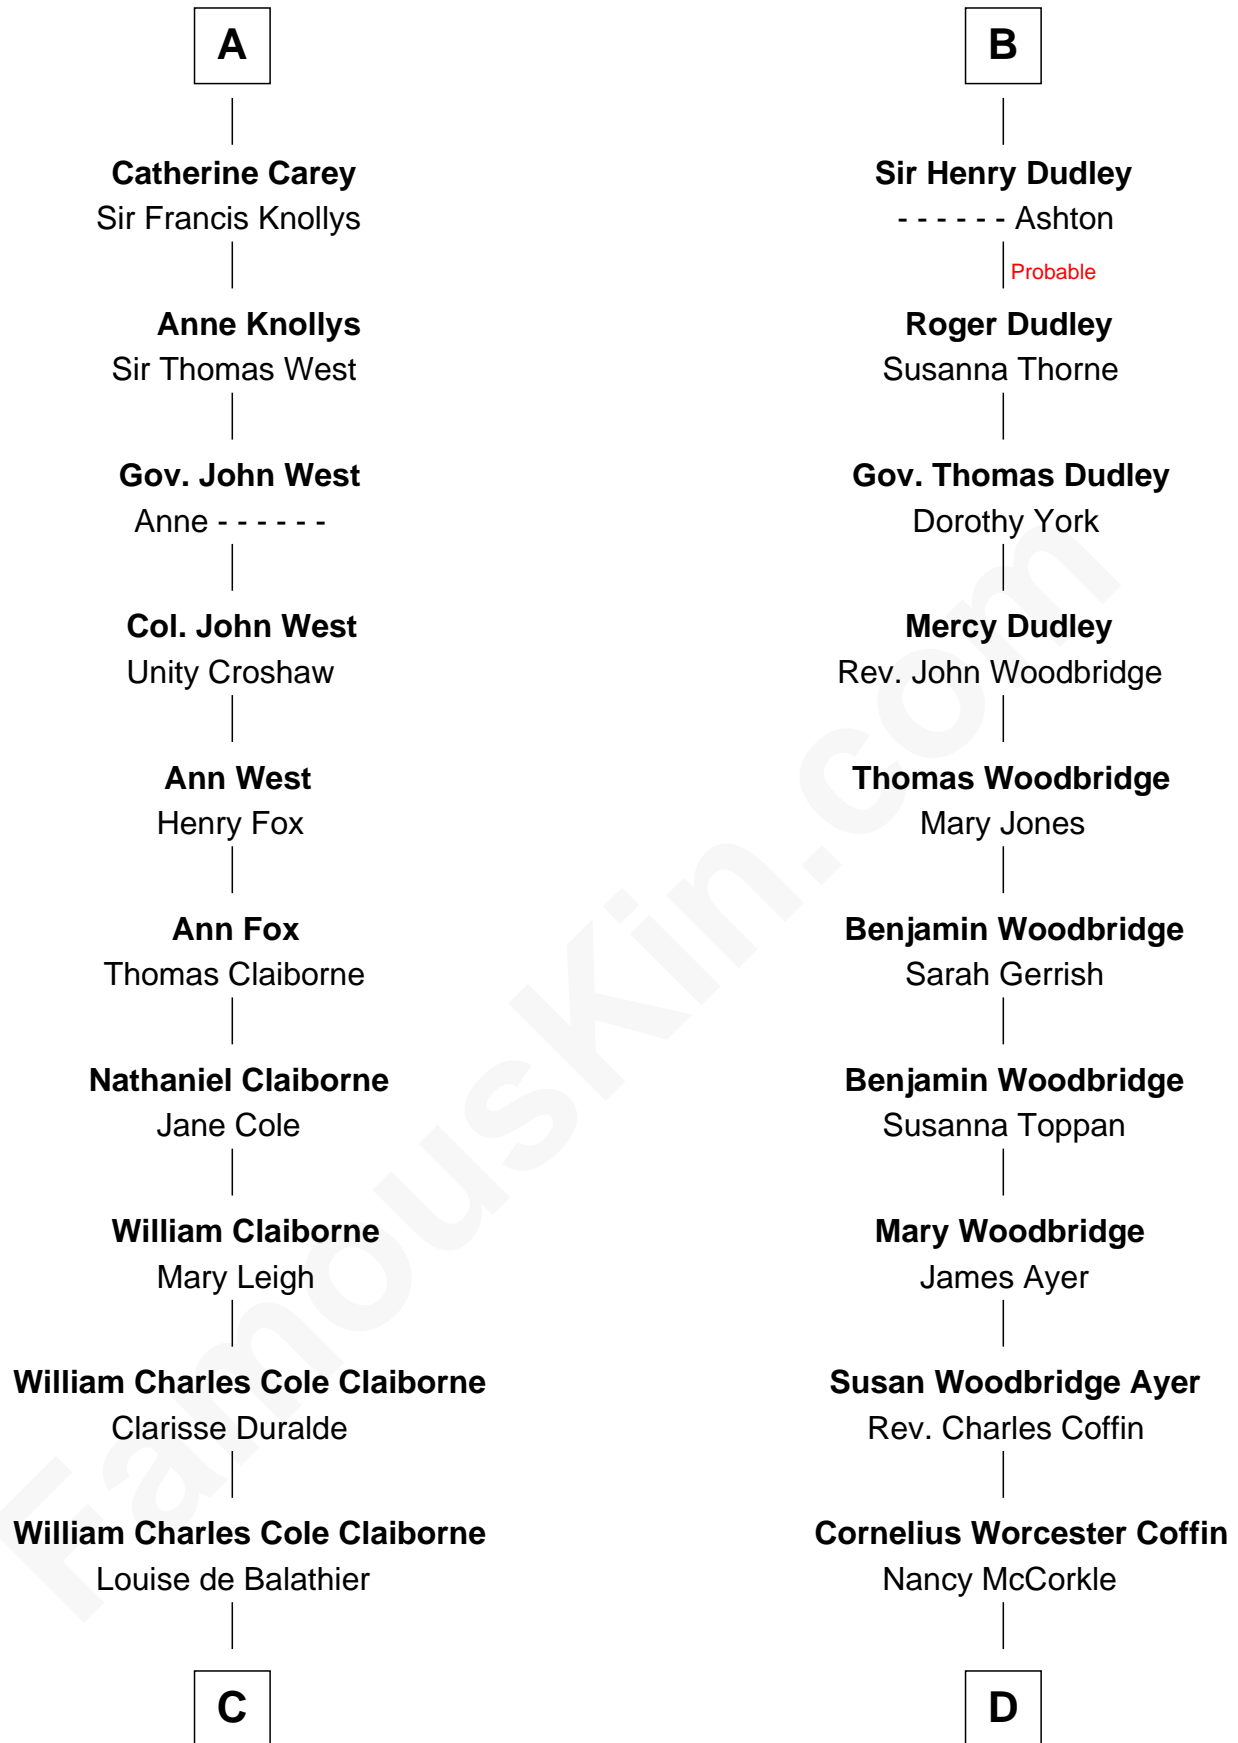 A
Catherine Carey
Sir Francis Knollys
Anne Knollys
Sir Thomas West
Gov. John West
Anne - - - - - -
Col. John West
Unity Croshaw
Ann West
Henry Fox
Ann Fox
Thomas Claiborne
Nathaniel Claiborne
Jane Cole
William Claiborne
Mary Leigh
William Charles Cole Claiborne
Clarisse Duralde
William Charles Cole Claiborne
Louise de Balathier
C
B
Sir Henry Dudley
- - - - - - Ashton
Probable
Roger Dudley
Susanna Thorne
Gov. Thomas Dudley
Dorothy York
Mercy Dudley
Rev. John Woodbridge
Thomas Woodbridge
Mary Jones
Benjamin Woodbridge
Sarah Gerrish
Benjamin Woodbridge
Susanna Toppan
Mary Woodbridge
James Ayer
Susan Woodbridge Ayer
Rev. Charles Coffin
Cornelius Worcester Coffin
Nancy McCorkle
D
FamousKin.com